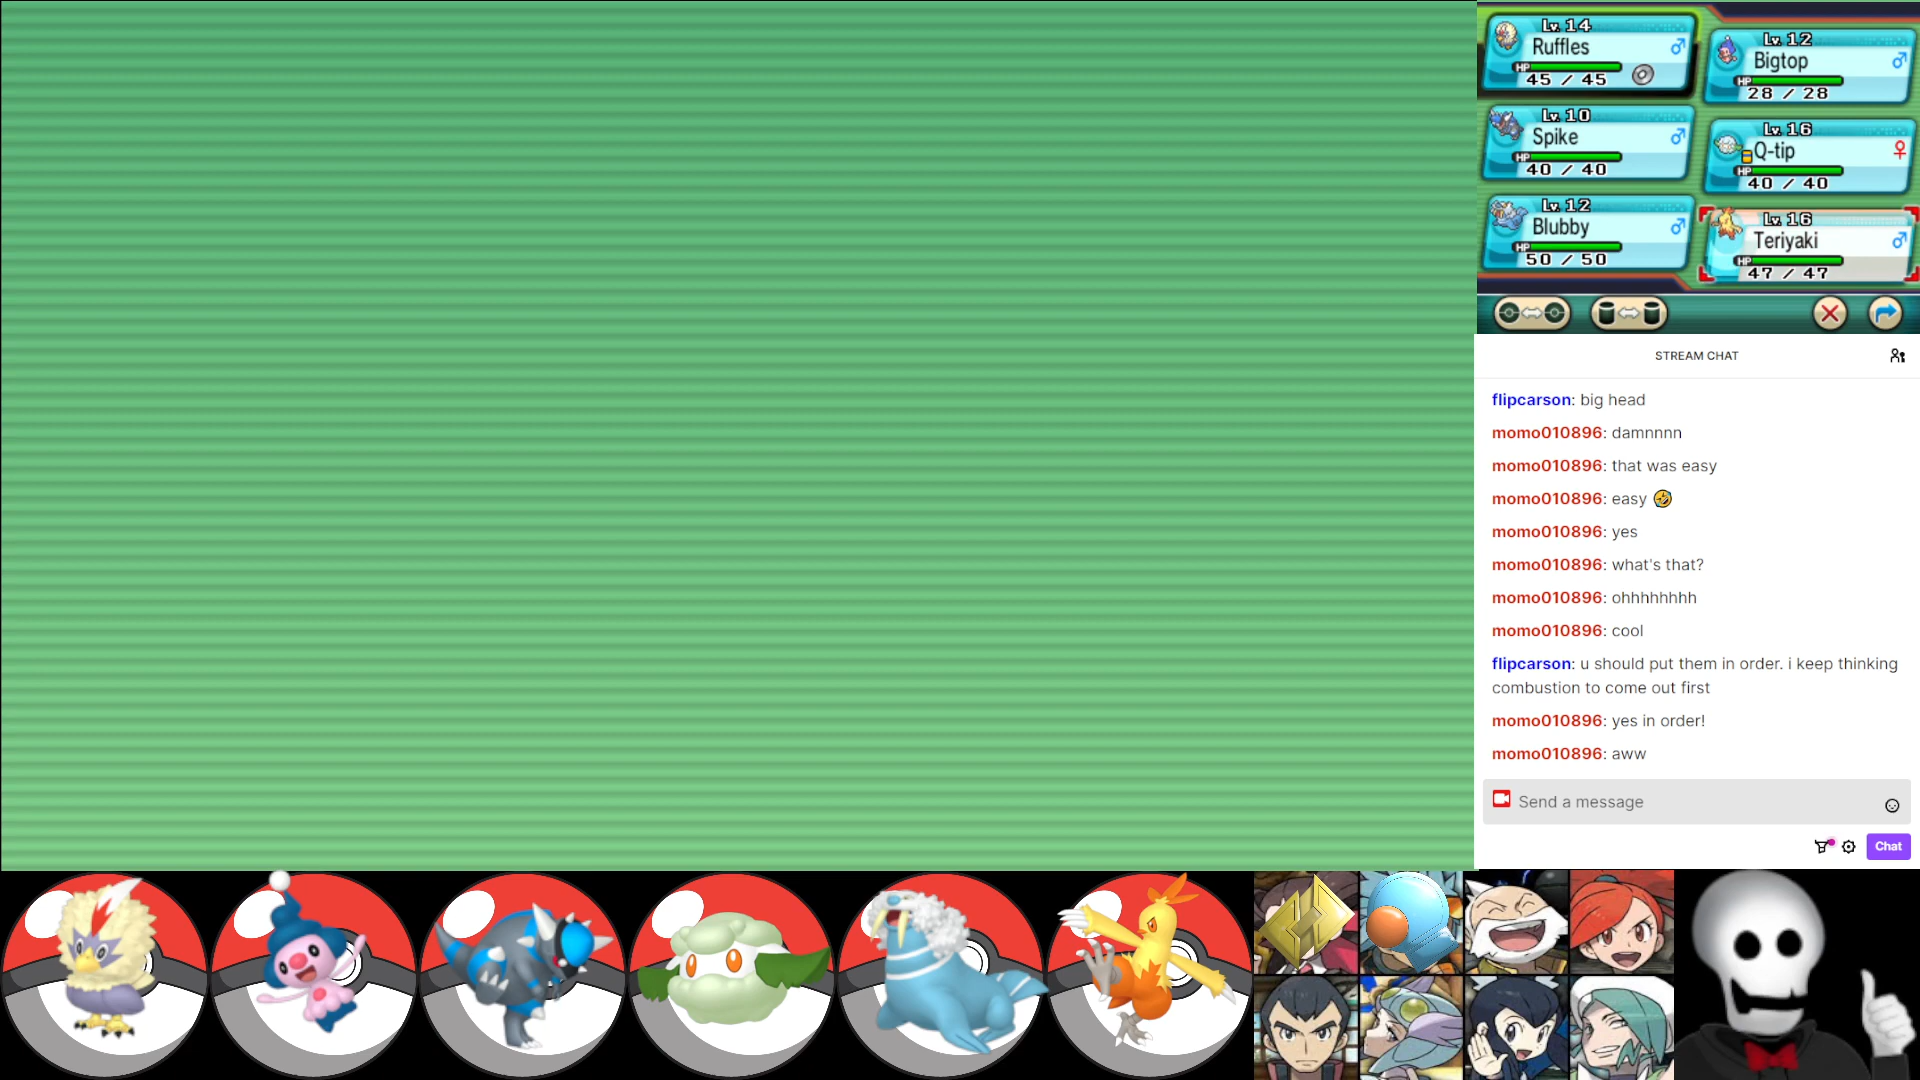 Lv. 14
Ruffles ♂
HP
45 / 45
Lv. 12
Bigtop ♂
HP
28 / 28
Lv. 10
Spike ♂
HP
40 / 40
Lv. 16
Q-tip ♀
HP
40 / 40
Lv. 12
Blubby ♂
HP
50 / 50
Lv. 16
Teriyaki ♂
HP
47 / 47
STREAM CHAT
flipcarson: big head
momo010896: damnnnn
momo010896: that was easy
momo010896: easy 🤣
momo010896: yes
momo010896: what's that?
momo010896: ohhhhhhhh
momo010896: cool
flipcarson: u should put them in order. i keep thinking
combustion to come out first
momo010896: yes in order!
momo010896: aww
Send a message
Chat